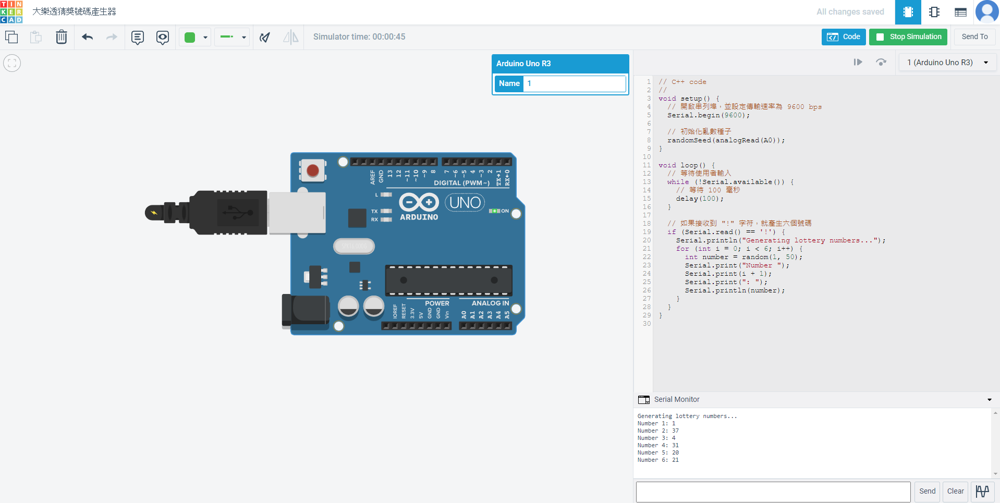 TINKERCAD
大樂透猜獎號碼產生器
All changes saved
Simulator time: 00:00:45
Code
Stop Simulation
Send To
Arduino Uno R3
Name 1
1 (Arduino Uno R3)
AREF
GND
13
12
~11
~10
~9
8
7
~6
~5
4
~3
2
TX→1
RX←0
DIGITAL (PWM~)
L
TX
RX
ARDUINO
UNO
ON
POWER
ANALOG IN
IOREF
RESET
3.3V
5V
GND
GND
Vin
A0
A1
A2
A3
A4
A5
1 // C++ code
2 //
3 void setup() {
4   // 開啟串列埠，並設定傳輸速率為 9600 bps
5   Serial.begin(9600);
6
7   // 初始化亂數種子
8   randomSeed(analogRead(A0));
9 }
10
11 void loop() {
12   // 等待使用者輸入
13   while (!Serial.available()) {
14     // 等待 100 毫秒
15     delay(100);
16   }
17
18   // 如果接收到 "!" 字符，就產生六個號碼
19   if (Serial.read() == '!') {
20     Serial.println("Generating lottery numbers...");
21     for (int i = 0; i < 6; i++) {
22       int number = random(1, 50);
23       Serial.print("Number ");
24       Serial.print(i + 1);
25       Serial.print(": ");
26       Serial.println(number);
27     }
28   }
29 }
30
Serial Monitor
Generating lottery numbers...
Number 1: 1
Number 2: 37
Number 3: 4
Number 4: 31
Number 5: 20
Number 6: 21
Send
Clear